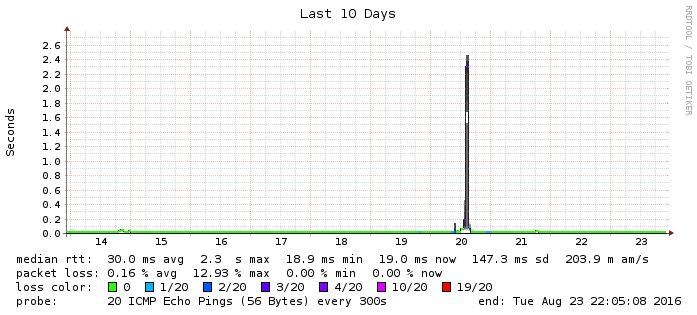 Last 10 Days
RRDTOOL / TOBI OETIKER
Seconds
2.6
2.4
2.2
2.0
1.8
1.6
1.4
1.2
1.0
0.8
0.6
0.4
0.2
0.0
14 15 16 17 18 19 20 21 22 23
median rtt: 30.0 ms avg 2.3 s max 18.9 ms min 19.0 ms now 147.3 ms sd 203.9 m am/s
packet loss: 0.16 % avg 12.93 % max 0.00 % min 0.00 % now
loss color: 0 1/20 2/20 3/20 4/20 10/20 19/20
probe: 20 ICMP Echo Pings (56 Bytes) every 300s end: Tue Aug 23 22:05:08 2016